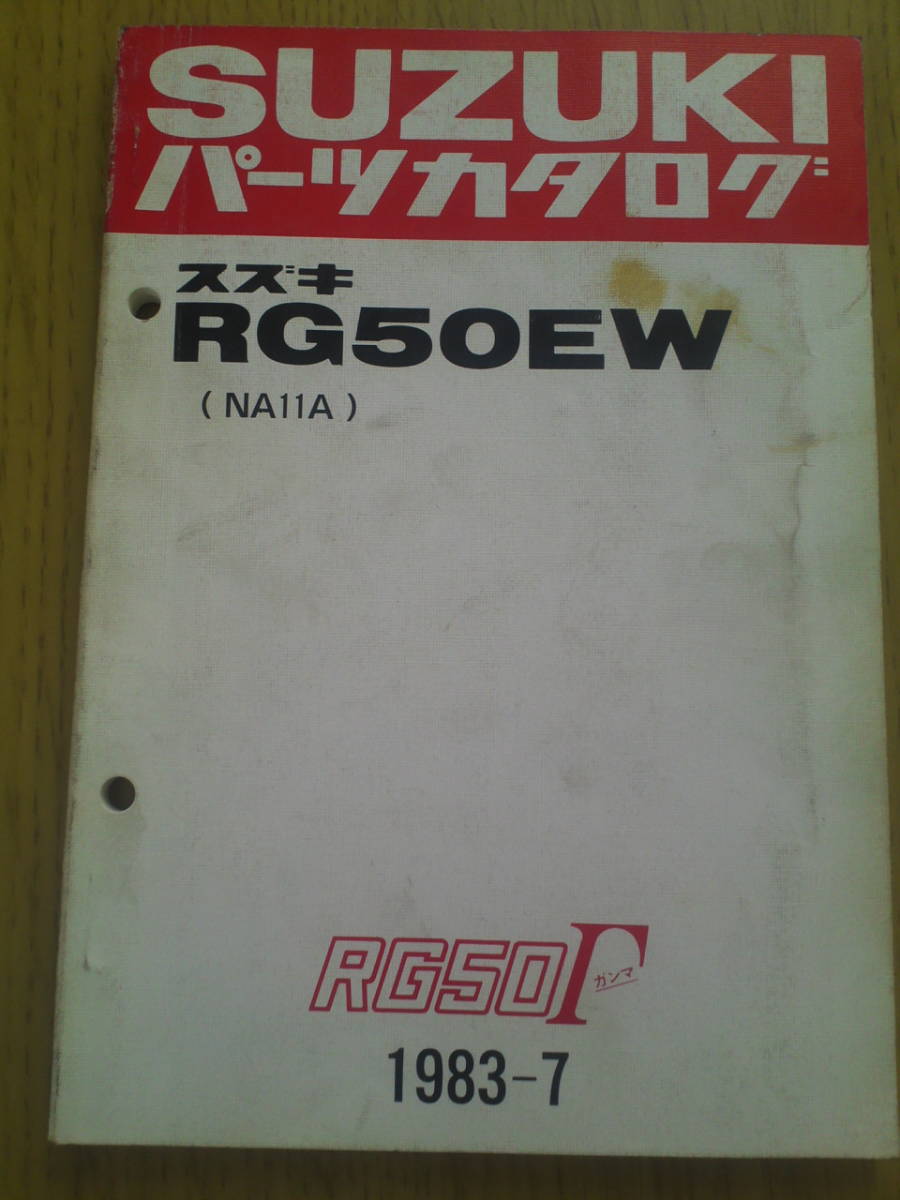 SUZUKI
パーツカタログ
スズキ
RG50EW
( NA11A )
RG50Γ
ガンマ
1983-7